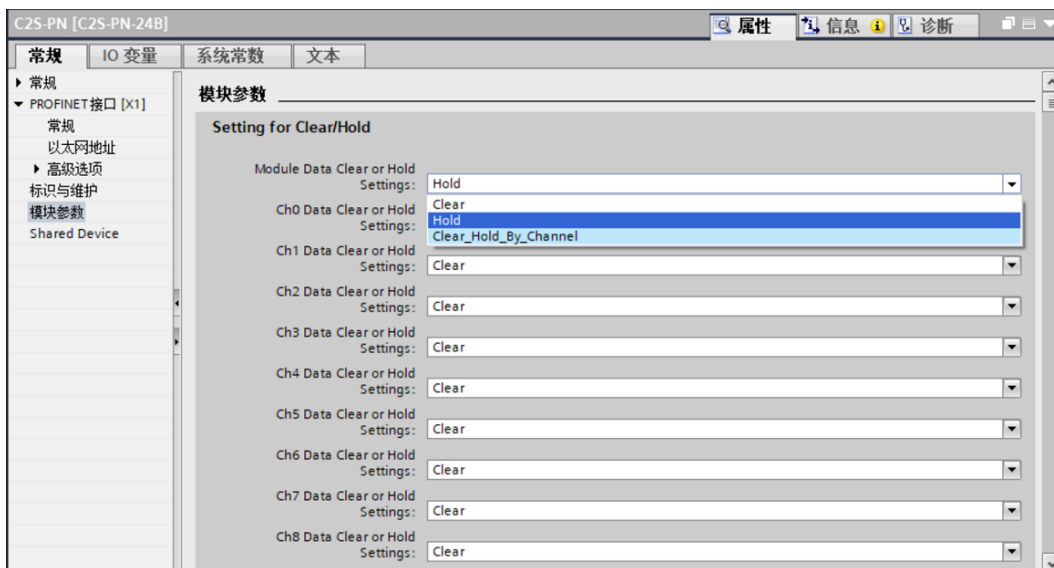 C2S-PN [C2S-PN-24B]
属性
信息
诊断
常规
IO 变量
系统常数
文本
常规
PROFINET接口 [X1]
常规
以太网地址
高级选项
标识与维护
模块参数
Shared Device
模块参数
Setting for Clear/Hold
Module Data Clear or Hold
Settings: Hold
Clear
Hold
Clear_Hold_By_Channel
Ch0 Data Clear or Hold
Settings:
Ch1 Data Clear or Hold
Settings: Clear
Ch2 Data Clear or Hold
Settings: Clear
Ch3 Data Clear or Hold
Settings: Clear
Ch4 Data Clear or Hold
Settings: Clear
Ch5 Data Clear or Hold
Settings: Clear
Ch6 Data Clear or Hold
Settings: Clear
Ch7 Data Clear or Hold
Settings: Clear
Ch8 Data Clear or Hold
Settings: Clear